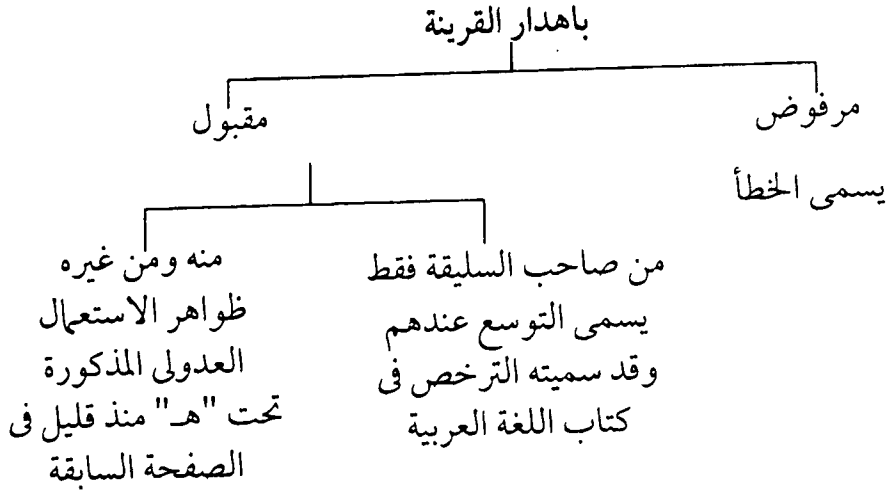 باهدار القرينة
مرفوض
يسمى الخطأ
مقبول
من صاحب السليقة فقط
يسمى التوسع عندهم
وقد سميته الترخص فى
كتاب اللغة العربية
منه ومن غيره
ظواهر الاستعمال
العدولى المذكورة
تحت "هـ" منذ قليل فى
الصفحة السابقة